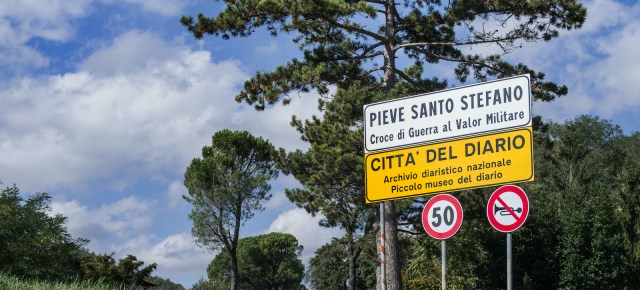 PIEVE SANTO STEFANO
Croce di Guerra al Valor Militare
CITTA' DEL DIARIO
Archivio diaristico nazionale
Piccolo museo del diario
50